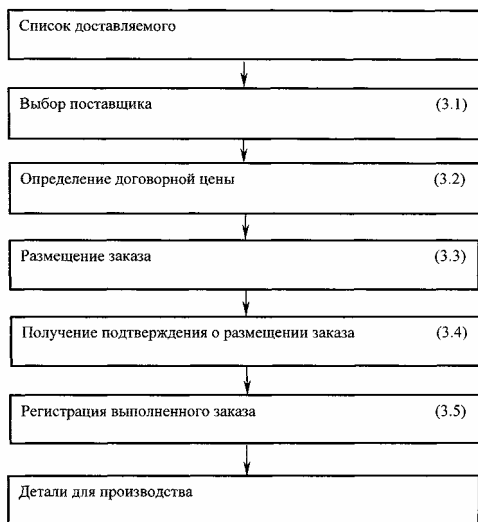 Список доставляемого
Выбор поставщика (3.1)
Определение договорной цены (3.2)
Размещение заказа (3.3)
Получение подтверждения о размещении заказа (3.4)
Регистрация выполненного заказа (3.5)
Детали для производства